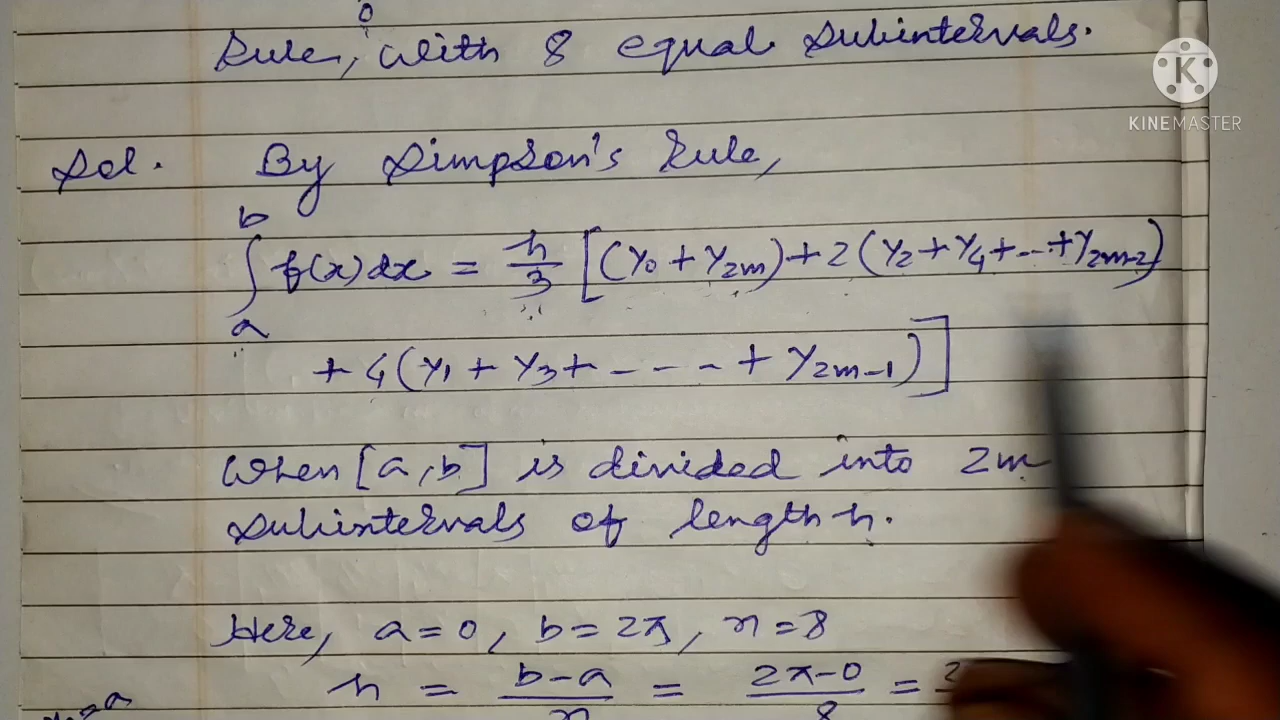 0
Rule, with 8 equal subintervals.
KINEMASTER
Sol. By Simpson's Rule,
∫_a^b f(x)dx = h/3 [(y₀ + y₂ₘ) + 2(y₂ + y₄ + ... + y₂ₘ₋₂)
+ 4(y₁ + y₃ + - - - - + y₂ₘ₋₁)]
When [a,b] is divided into 2m
subintervals of length h.
Here, a=0, b=2π, n=8
h = (b-a)/n = (2π-0)/8 =